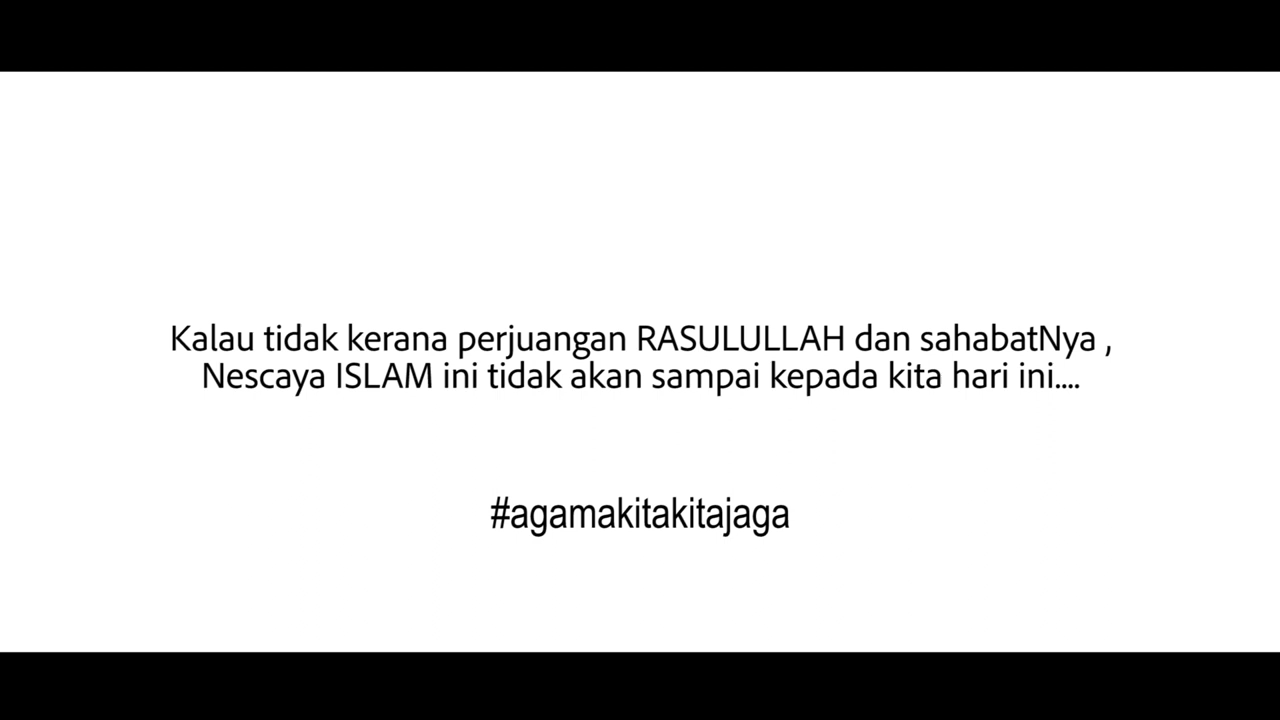 Kalau tidak kerana perjuangan RASULULLAH dan sahabatNya ,
Nescaya ISLAM ini tidak akan sampai kepada kita hari ini....
#agamakitakitajaga